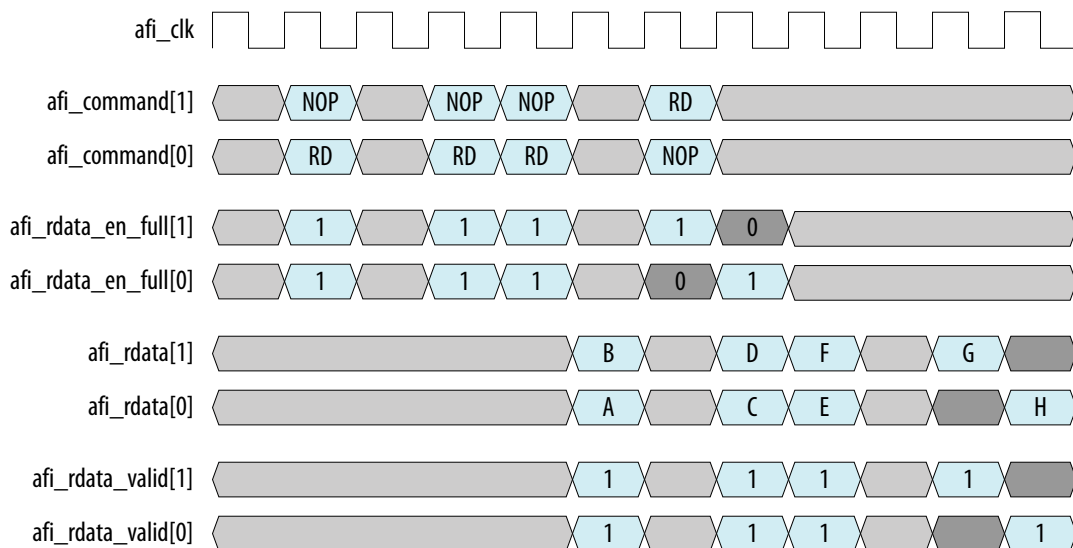 afi_clk
afi_command[1] NOP NOP NOP RD
afi_command[0] RD RD RD NOP
afi_rdata_en_full[1] 1 1 1 1 0
afi_rdata_en_full[0] 1 1 1 0 1
afi_rdata[1] B D F G
afi_rdata[0] A C E H
afi_rdata_valid[1] 1 1 1 1
afi_rdata_valid[0] 1 1 1 1